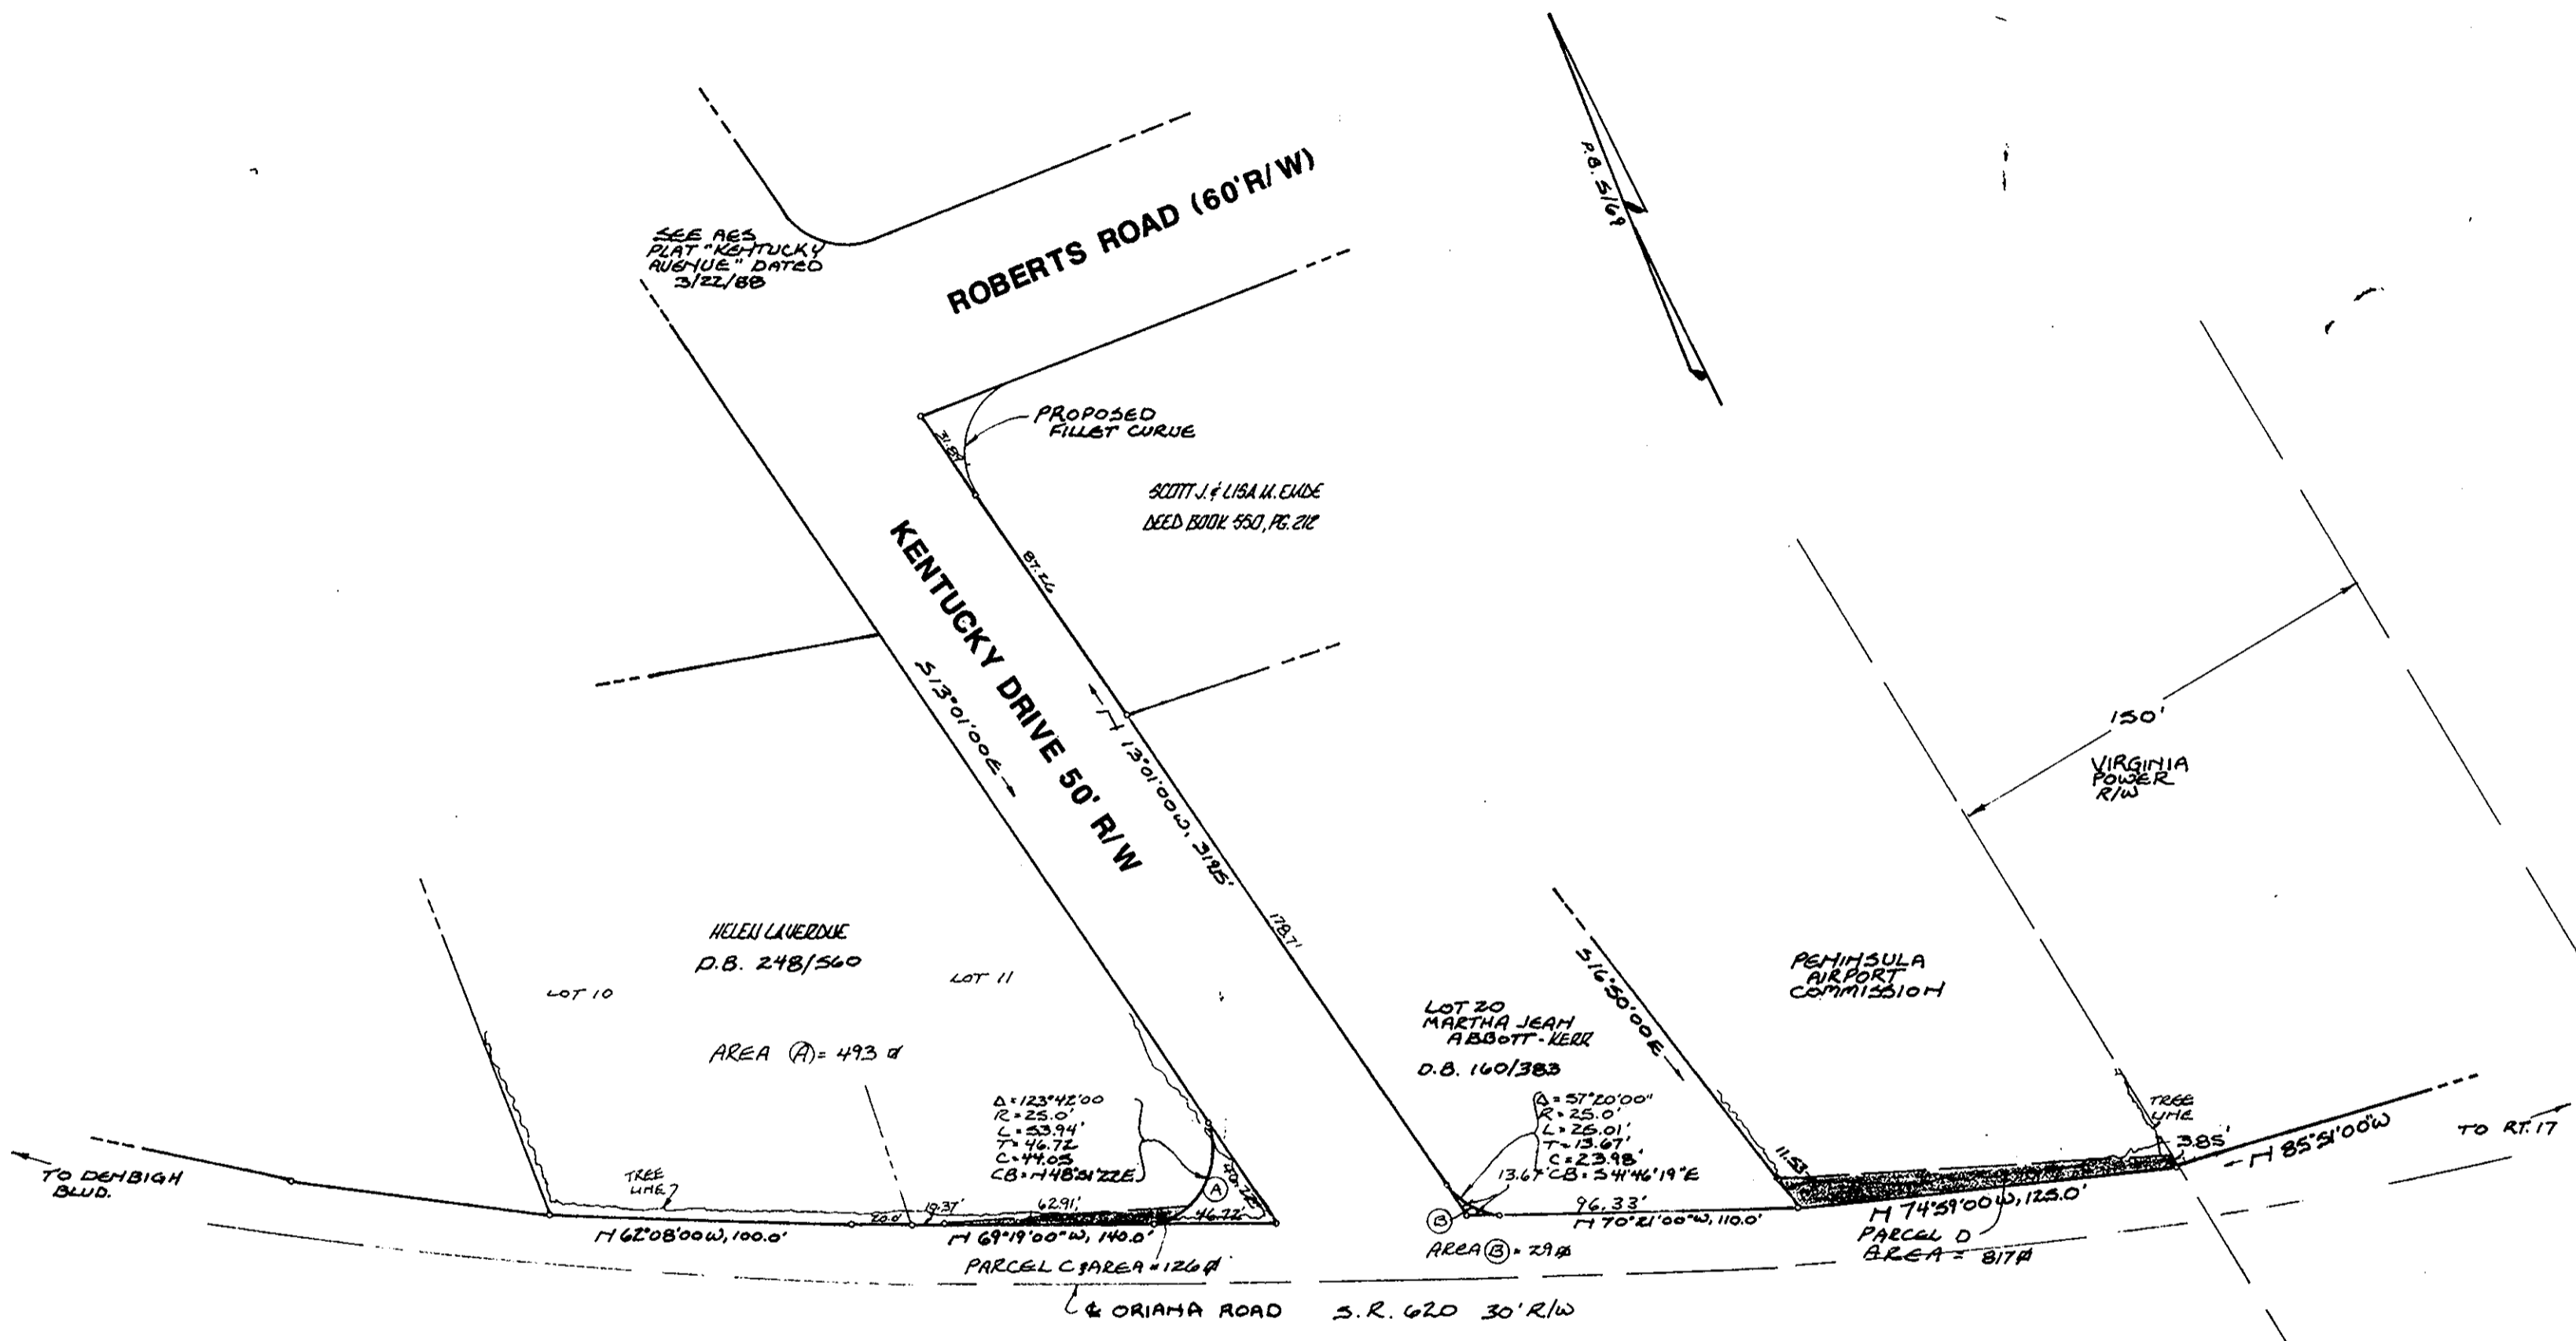 SEE AES
PLAT "KENTUCKY
AVENUE" DATED
3/22/88
ROBERTS ROAD (60' R/W)
P.B. 5/69
PROPOSED
FILLET CURVE
31.89
SCOTT J. & LISA M. EMDE
DEED BOOK 550, PG. 212
87.26
KENTUCKY DRIVE 50' R/W
S 13°01'00 E
N 13°01'00 W, 319.15'
178.7'
150'
VIRGINIA
POWER
R/W
HELEN LAVERDUE
D.B. 248/560
LOT 10
LOT 11
AREA (A) = 493
S 16°50'00 E
PENINSULA
AIRPORT
COMMISSION
LOT 20
MARTHA JEAN
ABBOTT-KERR
D.B. 160/383
Δ = 123°42'00
R = 25.0'
L = 53.94'
T = 46.72
C = 44.05
CB = N 48°51'22 E
Δ = 57°20'00"
R = 25.0'
L = 25.01'
T = 13.67'
C = 23.98'
CB = S 41°46'19" E
13.67'
11.53
TREE
LINE
3.85'
N 85°51'00" W
TO RT. 17
TO DENBIGH
BLVD.
TREE
LINE
A
46.72'
20.0'
19.37'
62.91'
46.72'
96.33'
N 62°08'00 W, 100.0'
N 69°19'00" W, 140.0'
N 70°21'00" W, 110.0'
N 74°59'00 W, 125.0'
PARCEL C AREA = 126
B
AREA (B) = 29
PARCEL D
AREA = 817
℄ ORIANA ROAD S.R. 620 30' R/W